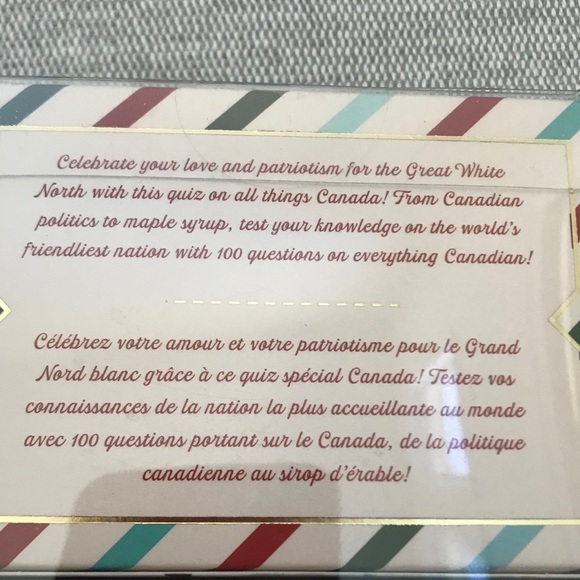 Celebrate your love and patriotism for the Great White
North with this quiz on all things Canada! From Canadian
politics to maple syrup, test your knowledge on the world's
friendliest nation with 100 questions on everything Canadian!
Célébrez votre amour et votre patriotisme pour le Grand
Nord blanc grâce à ce quiz spécial Canada! Testez vos
connaissances de la nation la plus accueillante au monde
avec 100 questions portant sur le Canada, de la politique
canadienne au sirop d'érable!